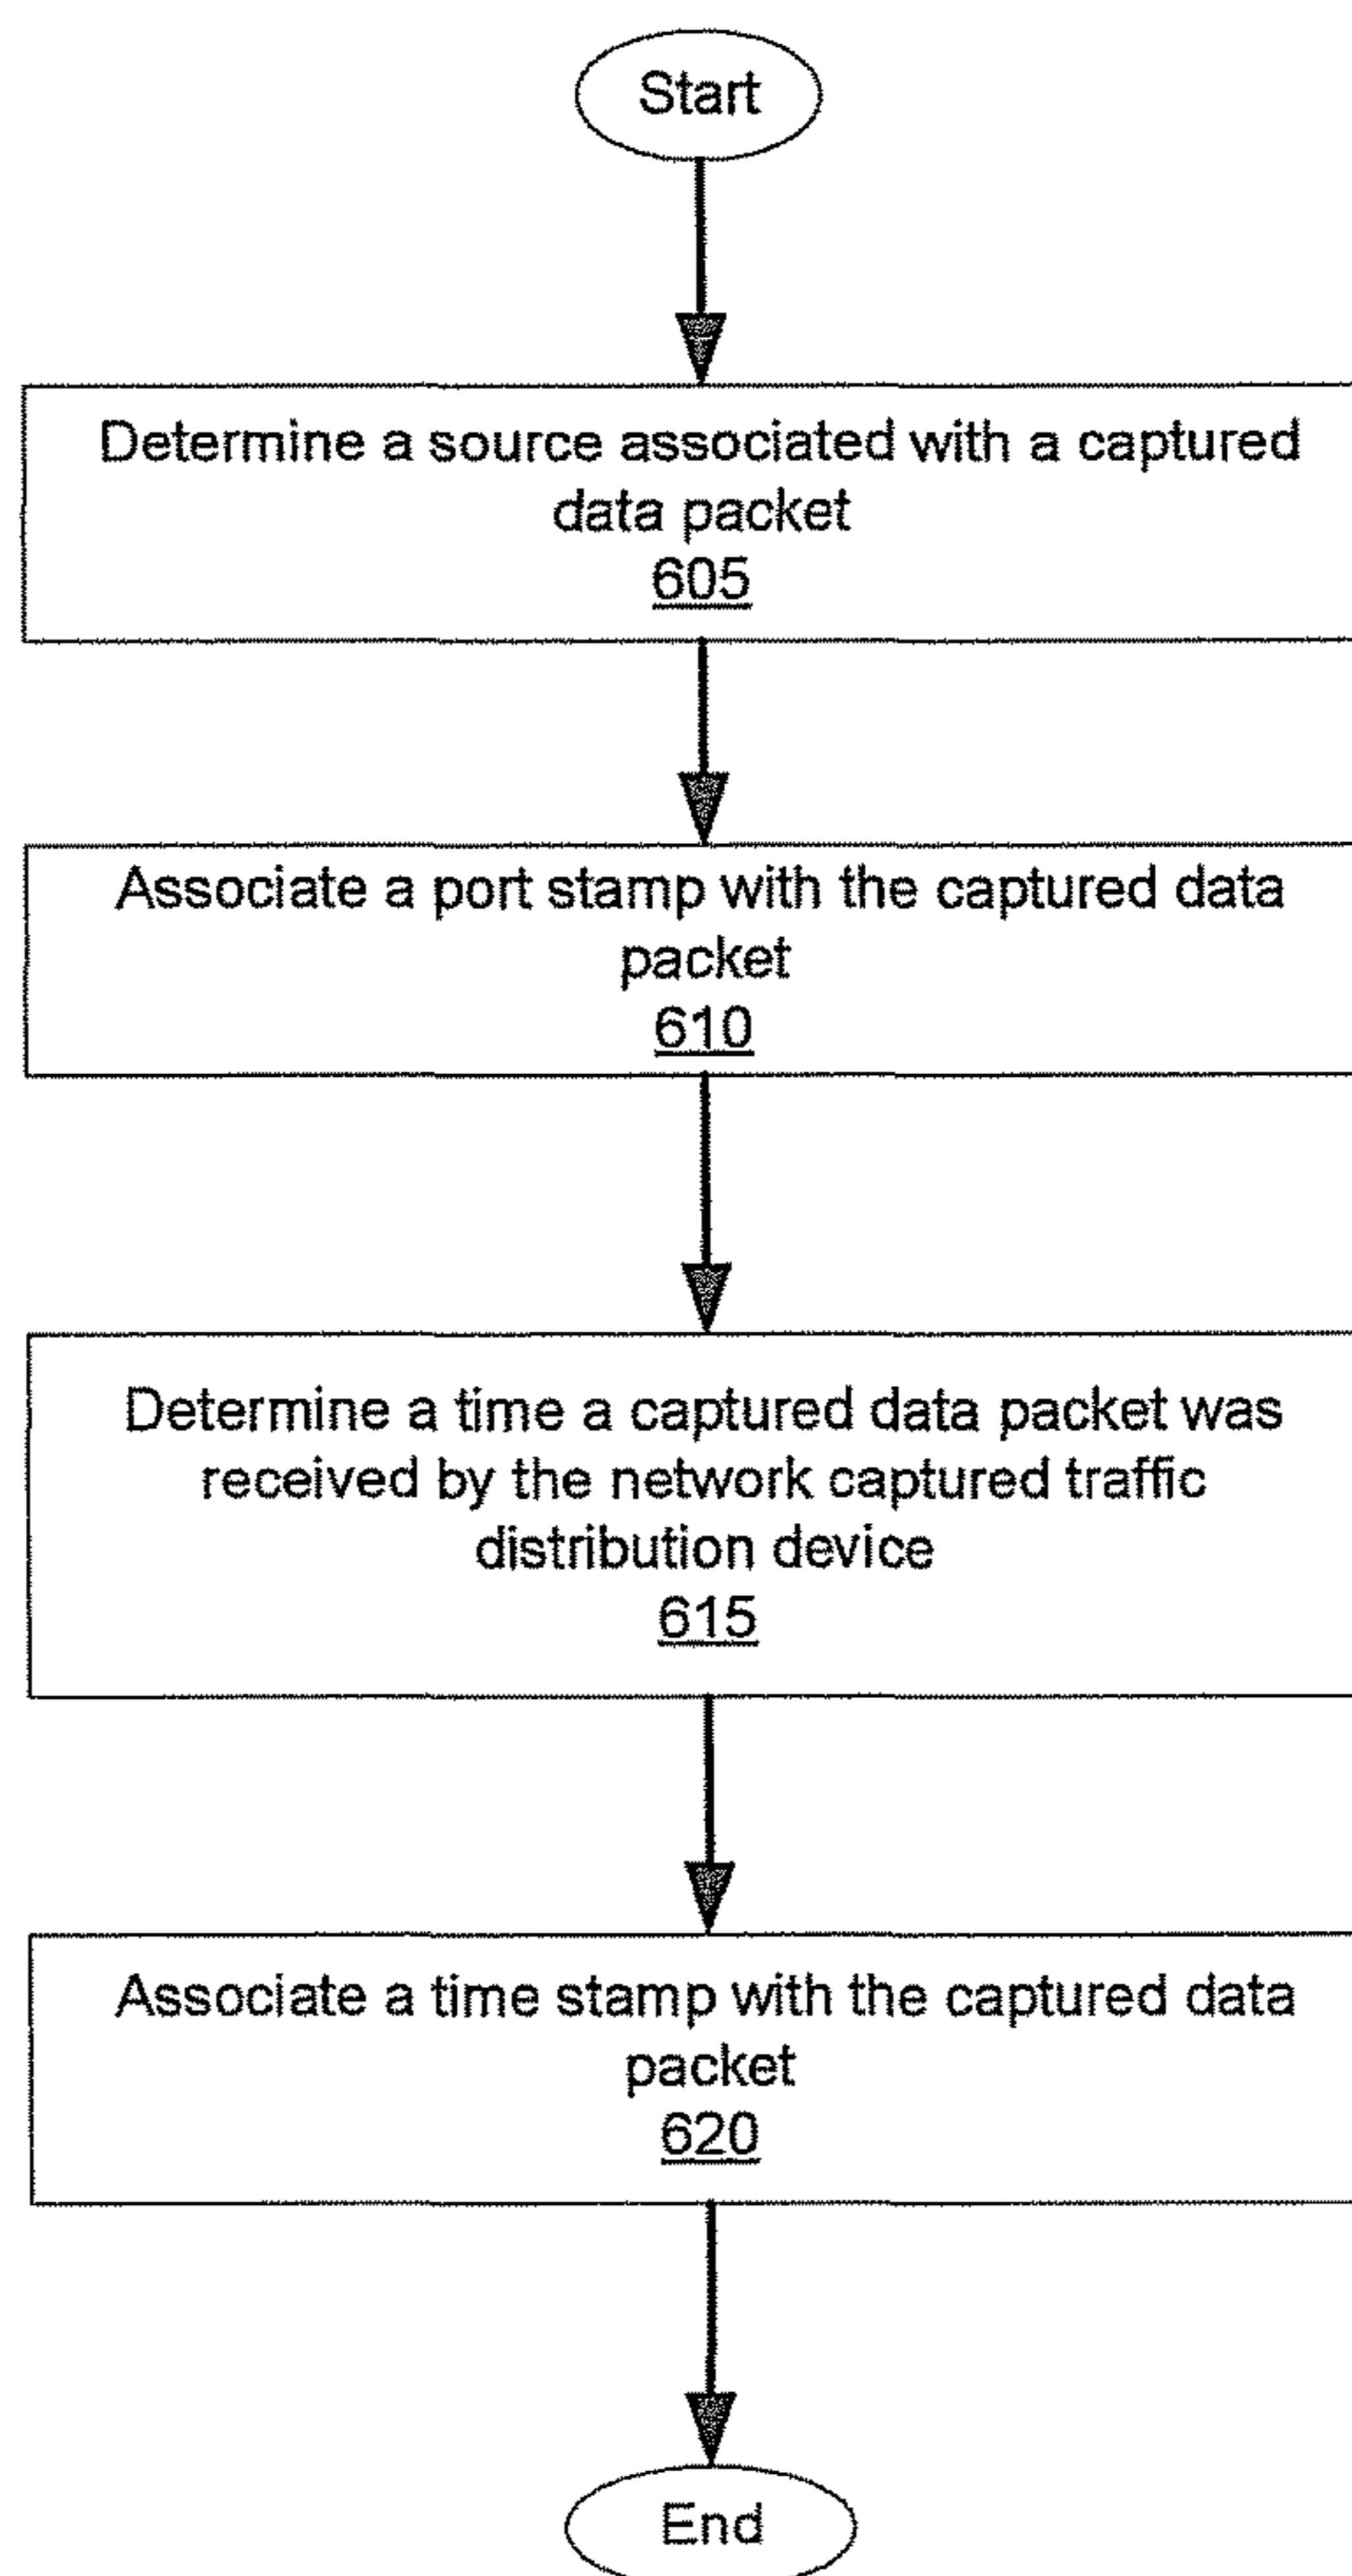 Start
Determine a source associated with a captured
data packet
605
Associate a port stamp with the captured data
packet
610
Determine a time a captured data packet was
received by the network captured traffic
distribution device
615
Associate a time stamp with the captured data
packet
620
End